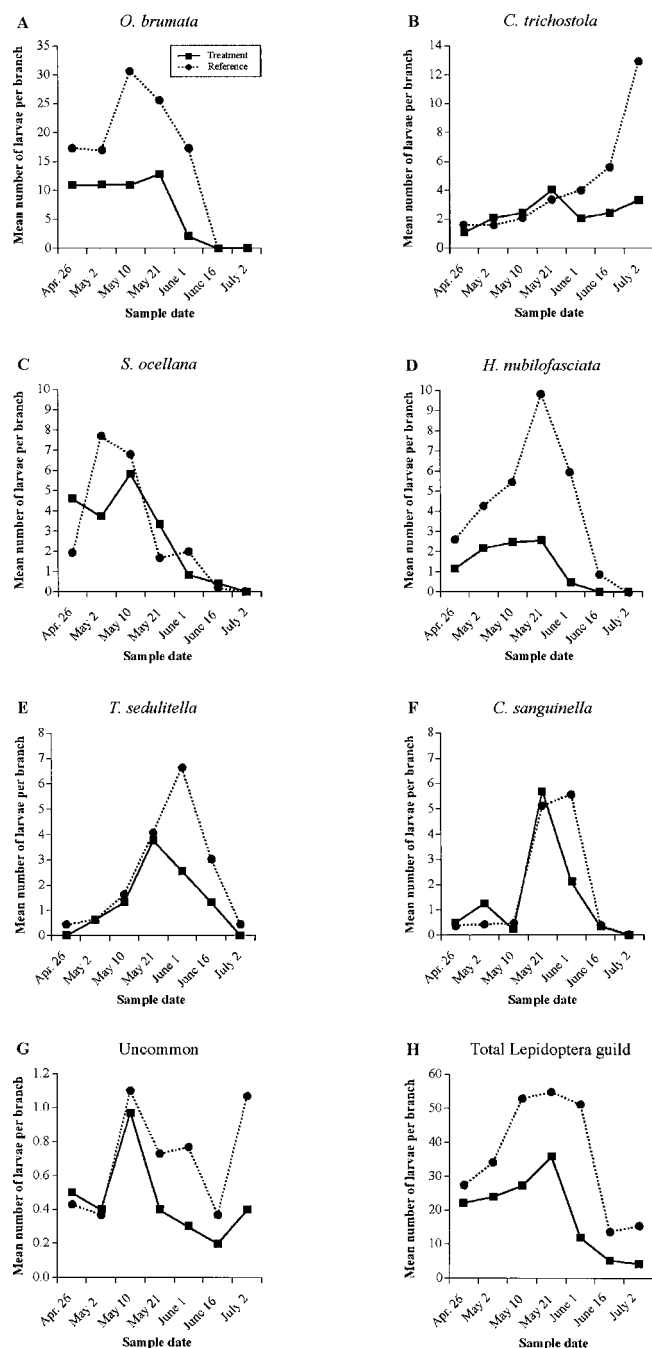 A O. brumata
Treatment
Reference
Mean number of larvae per branch
35
30
25
20
15
10
5
0
Apr. 26 May 2 May 10 May 21 June 1 June 16 July 2
Sample date
B C. trichostola
Mean number of larvae per branch
14
12
10
8
6
4
2
0
Apr. 26 May 2 May 10 May 21 June 1 June 16 July 2
Sample date
C S. ocellana
Mean number of larvae per branch
10
9
8
7
6
5
4
3
2
1
0
Apr. 26 May 2 May 10 May 21 June 1 June 16 July 2
Sample date
D H. nubilofasciata
Mean number of larvae per branch
10
9
8
7
6
5
4
3
2
1
0
Apr. 26 May 2 May 10 May 21 June 1 June 16 July 2
Sample date
E T. sedulitella
Mean number of larvae per branch
8
7
6
5
4
3
2
1
0
Apr. 26 May 2 May 10 May 21 June 1 June 16 July 2
Sample date
F C. sanguinella
Mean number of larvae per branch
8
7
6
5
4
3
2
1
0
Apr. 26 May 2 May 10 May 21 June 1 June 16 July 2
Sample date
G Uncommon
Mean number of larvae per branch
1.2
1.0
0.8
0.6
0.4
0.2
0.0
Apr. 26 May 2 May 10 May 21 June 1 June 16 July 2
Sample date
H Total Lepidoptera guild
Mean number of larvae per branch
60
50
40
30
20
10
0
Apr. 26 May 2 May 10 May 21 June 1 June 16 July 2
Sample date